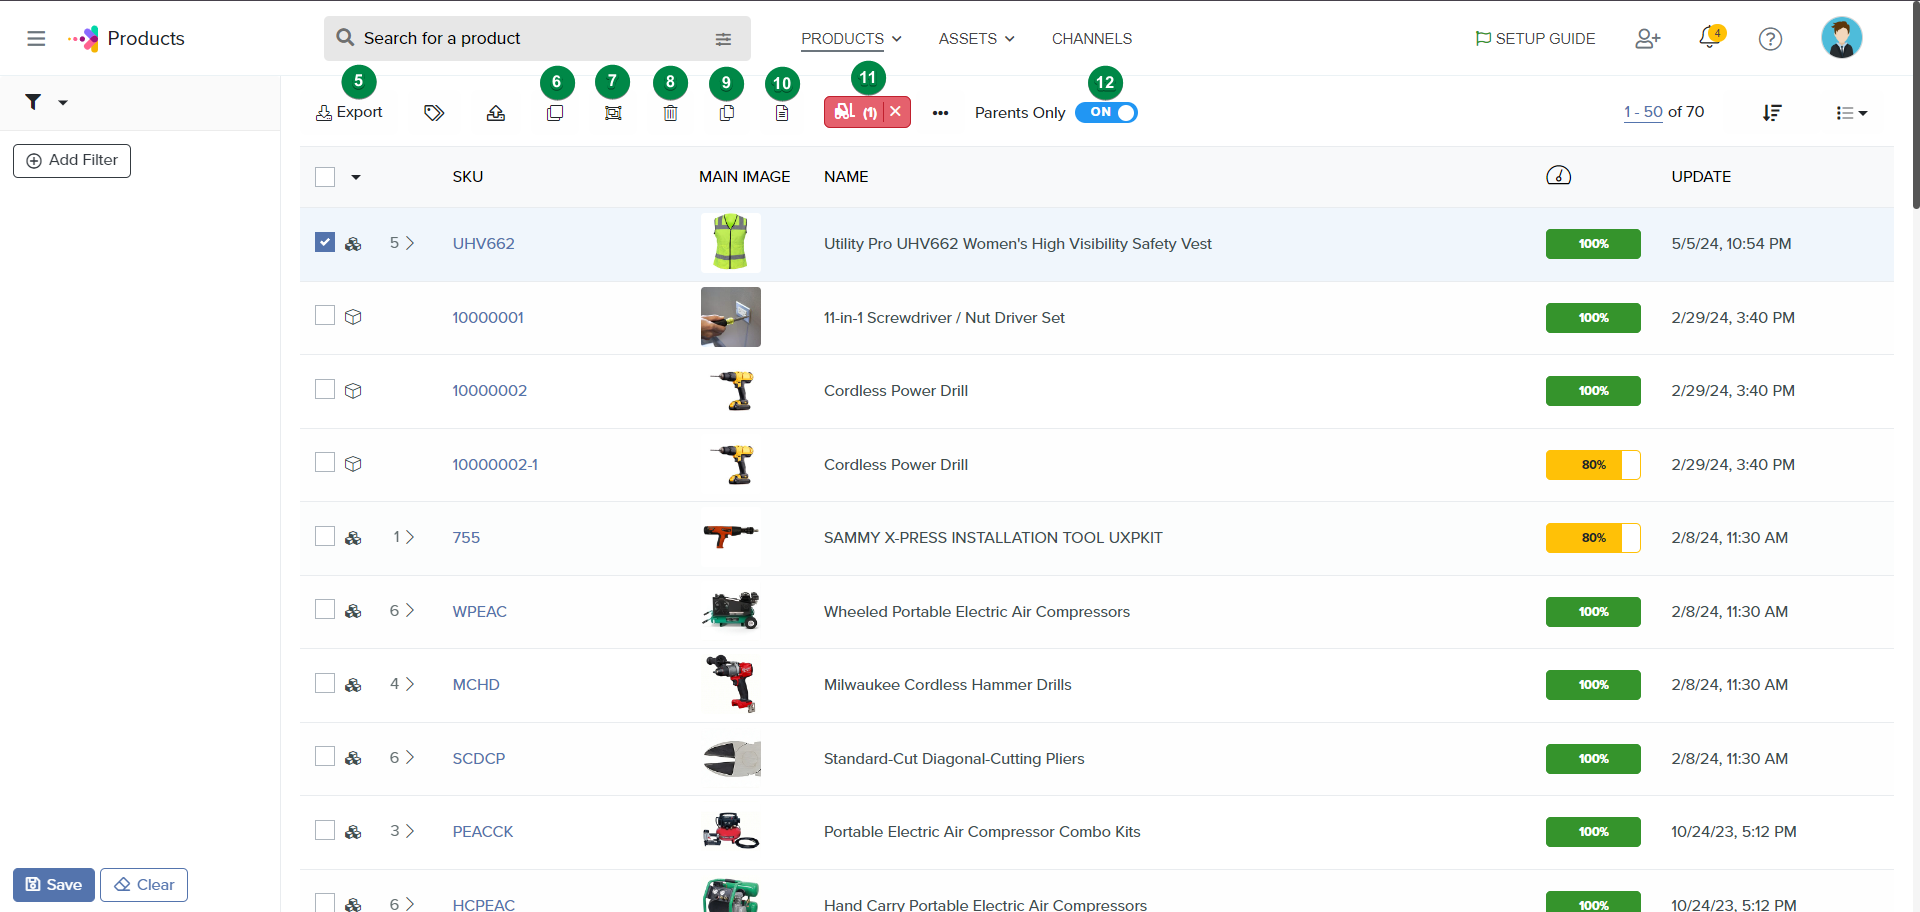 Products
Search for a product
PRODUCTS
ASSETS
CHANNELS
SETUP GUIDE
4
?
5
6
7
8
9
10
11
12
Export
(1)
Parents Only
ON
1 - 50 of 70
Add Filter
SKU
MAIN IMAGE
NAME
UPDATE
5
UHV662
Utility Pro UHV662 Women's High Visibility Safety Vest
100%
5/5/24, 10:54 PM
10000001
11-in-1 Screwdriver / Nut Driver Set
100%
2/29/24, 3:40 PM
10000002
Cordless Power Drill
100%
2/29/24, 3:40 PM
10000002-1
Cordless Power Drill
80%
2/29/24, 3:40 PM
1
755
SAMMY X-PRESS INSTALLATION TOOL UXPKIT
80%
2/8/24, 11:30 AM
6
WPEAC
Wheeled Portable Electric Air Compressors
100%
2/8/24, 11:30 AM
4
MCHD
Milwaukee Cordless Hammer Drills
100%
2/8/24, 11:30 AM
6
SCDCP
Standard-Cut Diagonal-Cutting Pliers
100%
2/8/24, 11:30 AM
3
PEACCK
Portable Electric Air Compressor Combo Kits
100%
10/24/23, 5:12 PM
6
HCPEAC
Hand Carry Portable Electric Air Compressors
100%
10/24/23, 5:12 PM
Save
Clear